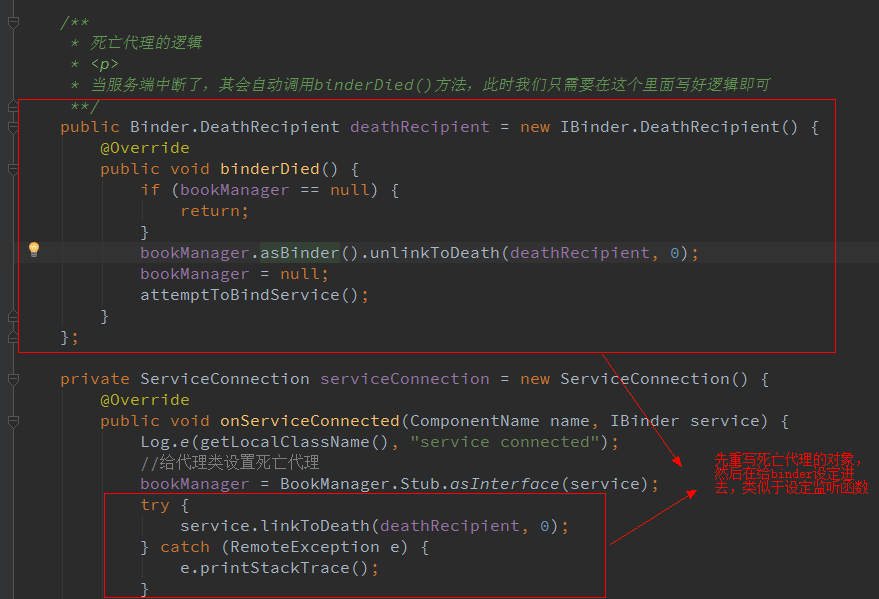 /**
* 死亡代理的逻辑
* <p>
* 当服务端中断了，其会自动调用binderDied()方法，此时我们只需要在这个里面写好逻辑即可
**/
public Binder.DeathRecipient deathRecipient = new IBinder.DeathRecipient() {
@Override
public void binderDied() {
if (bookManager == null) {
return;
}
bookManager.asBinder().unlinkToDeath(deathRecipient, 0);
bookManager = null;
attemptToBindService();
}
};
private ServiceConnection serviceConnection = new ServiceConnection() {
@Override
public void onServiceConnected(ComponentName name, IBinder service) {
Log.e(getLocalClassName(), "service connected");
//给代理类设置死亡代理
bookManager = BookManager.Stub.asInterface(service);
try {
service.linkToDeath(deathRecipient, 0);
} catch (RemoteException e) {
e.printStackTrace();
}
先重写死亡代理的对象，
然后在给binder设定进
去，类似于设定监听函数